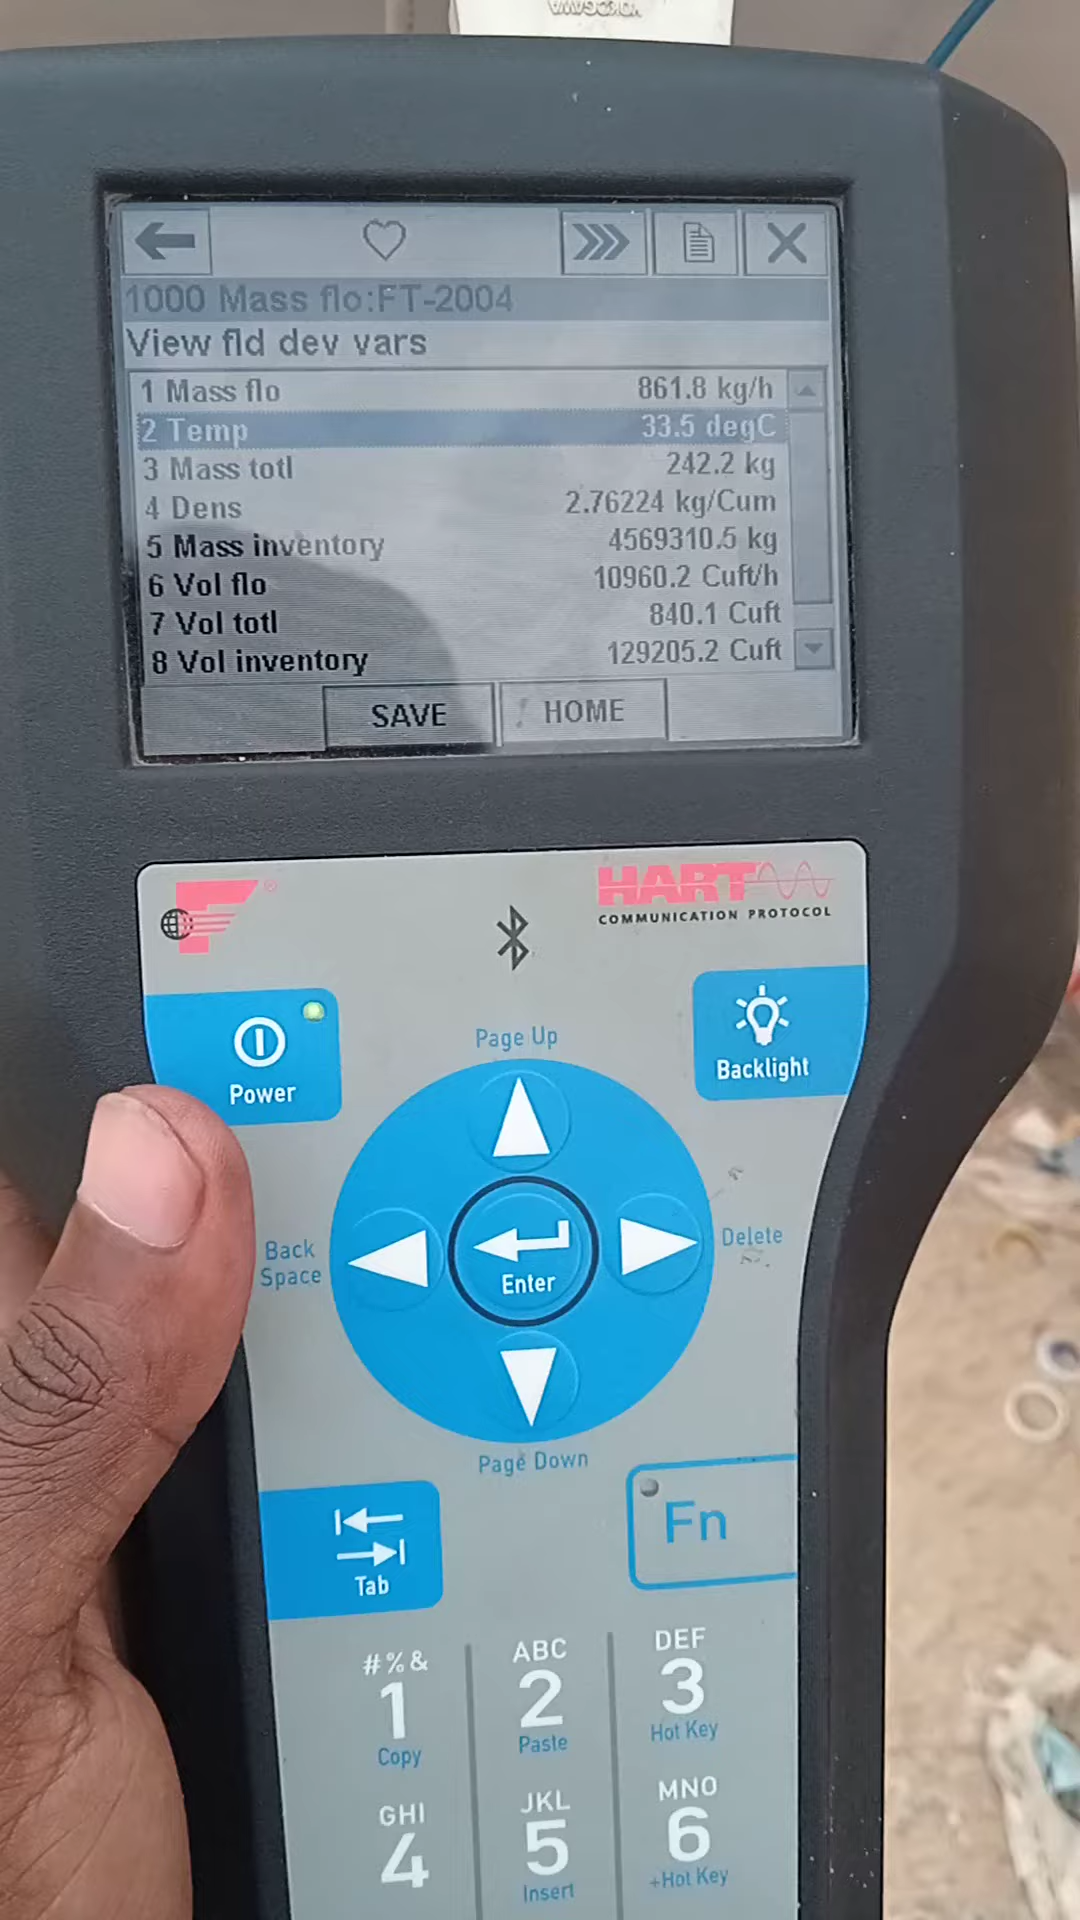 YOKOGAWA
1000 Mass flo:FT-2004
View fld dev vars
1 Mass flo 861.8 kg/h
2 Temp 33.5 degC
3 Mass totl 242.2 kg
4 Dens 2.76224 kg/Cum
5 Mass inventory 4569310.5 kg
6 Vol flo 10960.2 Cuft/h
7 Vol totl 840.1 Cuft
8 Vol inventory 129205.2 Cuft
SAVE HOME
F®
HART
COMMUNICATION PROTOCOL
Power
Backlight
Page Up
Back Space
Enter
Delete
Page Down
Tab
Fn
#%& ABC DEF
1 2 3
Copy Paste Hot Key
GHI JKL MNO
4 5 6
Insert +Hot Key